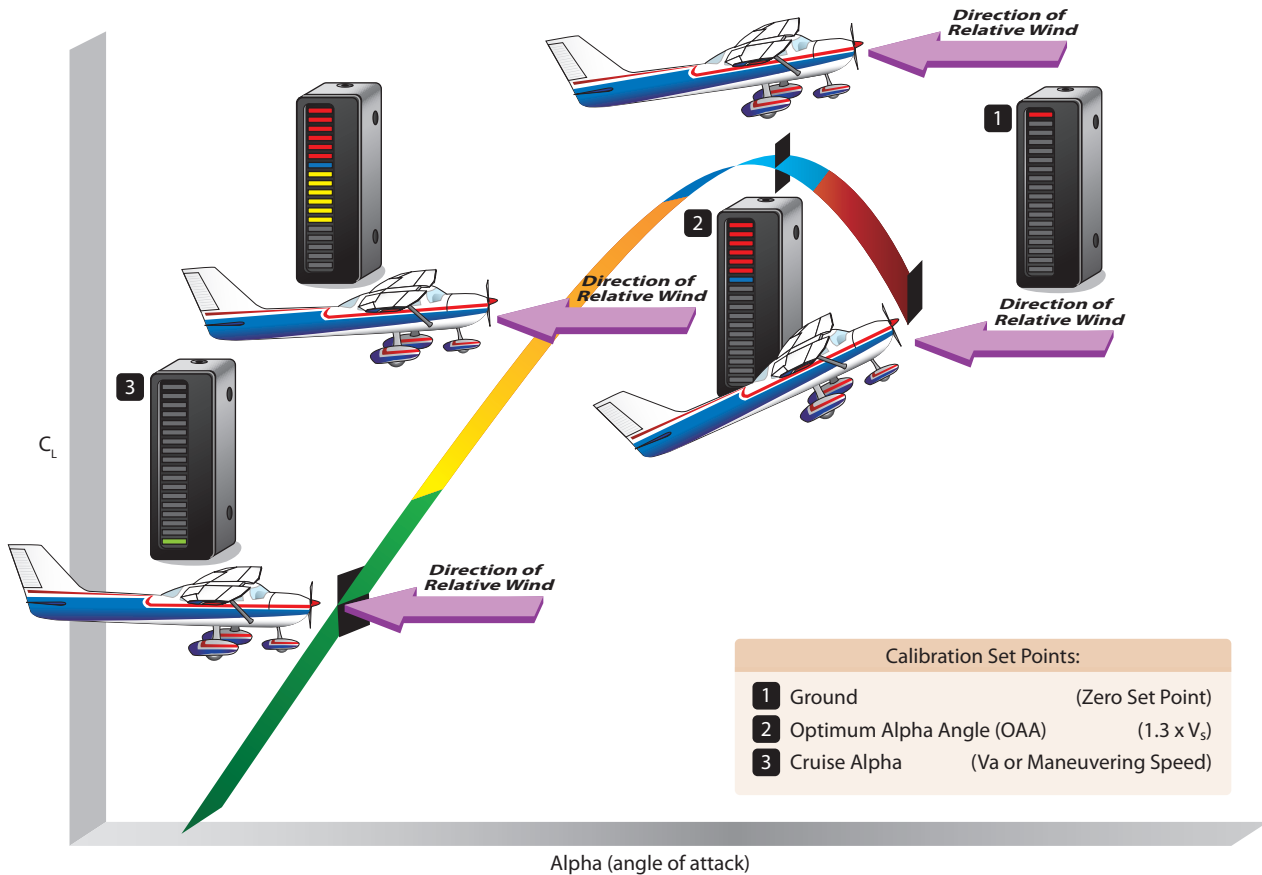 Direction of
Relative Wind
1
2
Direction of
Relative Wind
Direction of
Relative Wind
3
C_L
Direction of
Relative Wind
Calibration Set Points:
1 Ground (Zero Set Point)
2 Optimum Alpha Angle (OAA) (1.3 x Vₛ)
3 Cruise Alpha (Va or Maneuvering Speed)
Alpha (angle of attack)